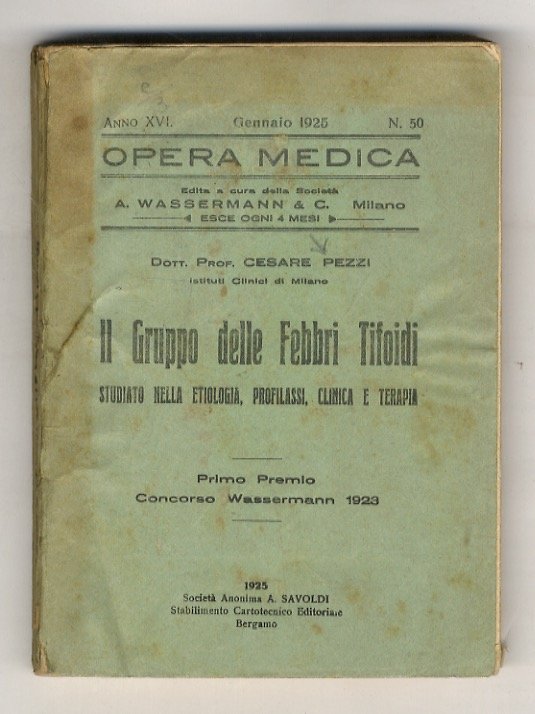 ANNO XVI. Gennaio 1925 N. 50
OPERA MEDICA
Edita a cura della Società
A. WASSERMANN & C. Milano
ESCE OGNI 4 MESI
DOTT. PROF. CESARE PEZZI
Istituti Clinici di Milano
Il Gruppo delle Febbri Tifoidi
STUDIATO NELLA ETIOLOGIA, PROFILASSI, CLINICA E TERAPIA
Primo Premio
Concorso Wassermann 1923
1925
Società Anonima A. SAVOLDI
Stabilimento Cartotecnico Editoriale
Bergamo